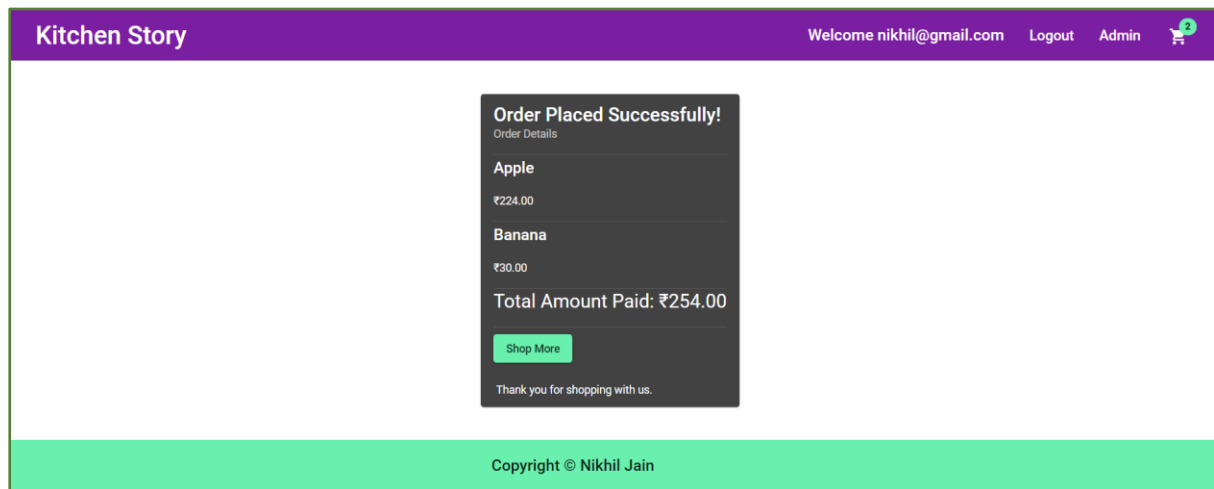 Kitchen Story
Welcome nikhil@gmail.com Logout Admin 2
Order Placed Successfully!
Order Details
Apple
₹224.00
Banana
₹30.00
Total Amount Paid: ₹254.00
Shop More
Thank you for shopping with us.
Copyright © Nikhil Jain